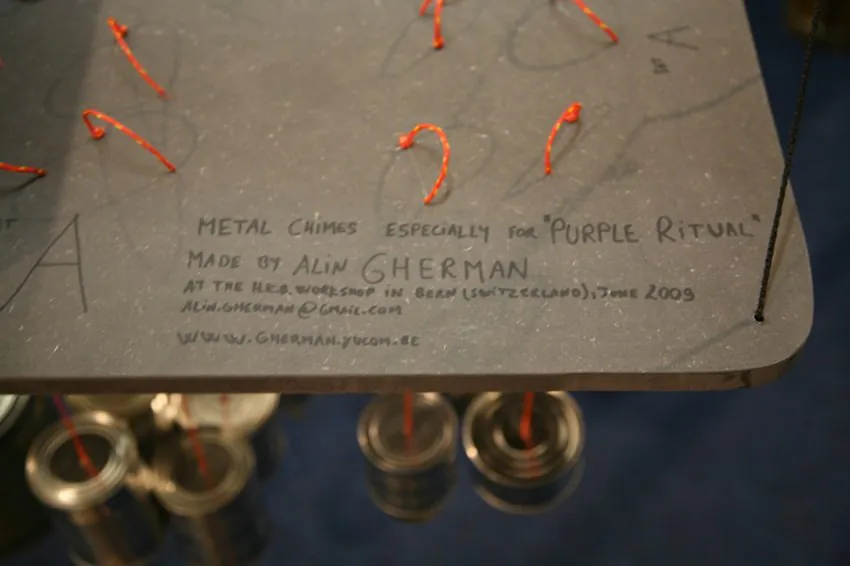 A
METAL CHIMES ESPECIALLY FOR "PURPLE RITUAL"
MADE BY ALIN GHERMAN
AT THE H.K.B. WORKSHOP IN BERN (SWITZERLAND), JUNE 2009
ALIN.GHERMAN@GMAIL.COM
WWW.GHERMAN.YUCOM.BE
A